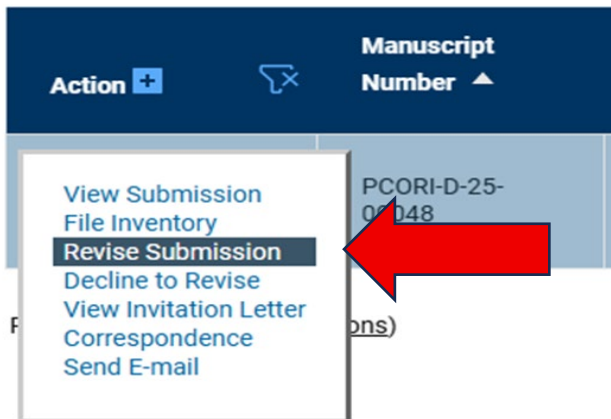 Manuscript
Action + Number
PCORI-D-25-
00048
View Submission
File Inventory
Revise Submission
Decline to Revise
View Invitation Letter
Correspondence
Send E-mail
ons)